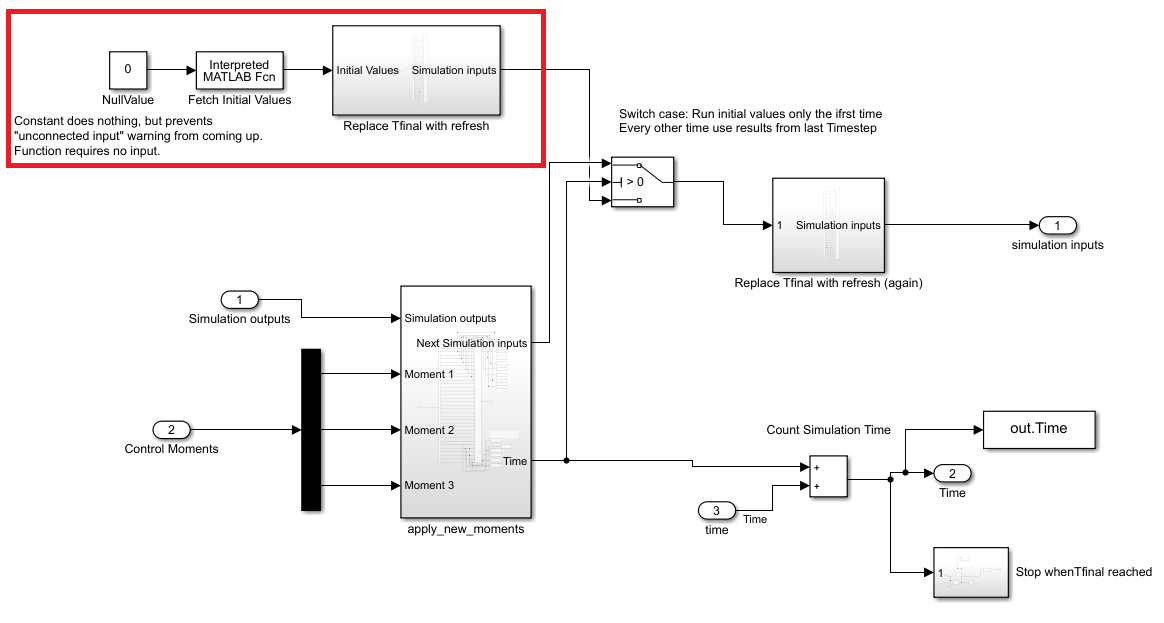 0
NullValue
Interpreted
MATLAB Fcn
Fetch Initial Values
Initial Values
Simulation inputs
Replace Tfinal with refresh
Constant does nothing, but prevents
"unconnected input" warning from coming up.
Function requires no input.
Switch case: Run initial values only the ifrst time
Every other time use results from last Timestep
> 0
1
Simulation inputs
Replace Tfinal with refresh (again)
1
simulation inputs
1
Simulation outputs
2
Control Moments
Simulation outputs
Next Simulation inputs
Moment 1
Moment 2
Time
Moment 3
apply_new_moments
Count Simulation Time
+
+
3
time
Time
out.Time
2
Time
1
Stop whenTfinal reached